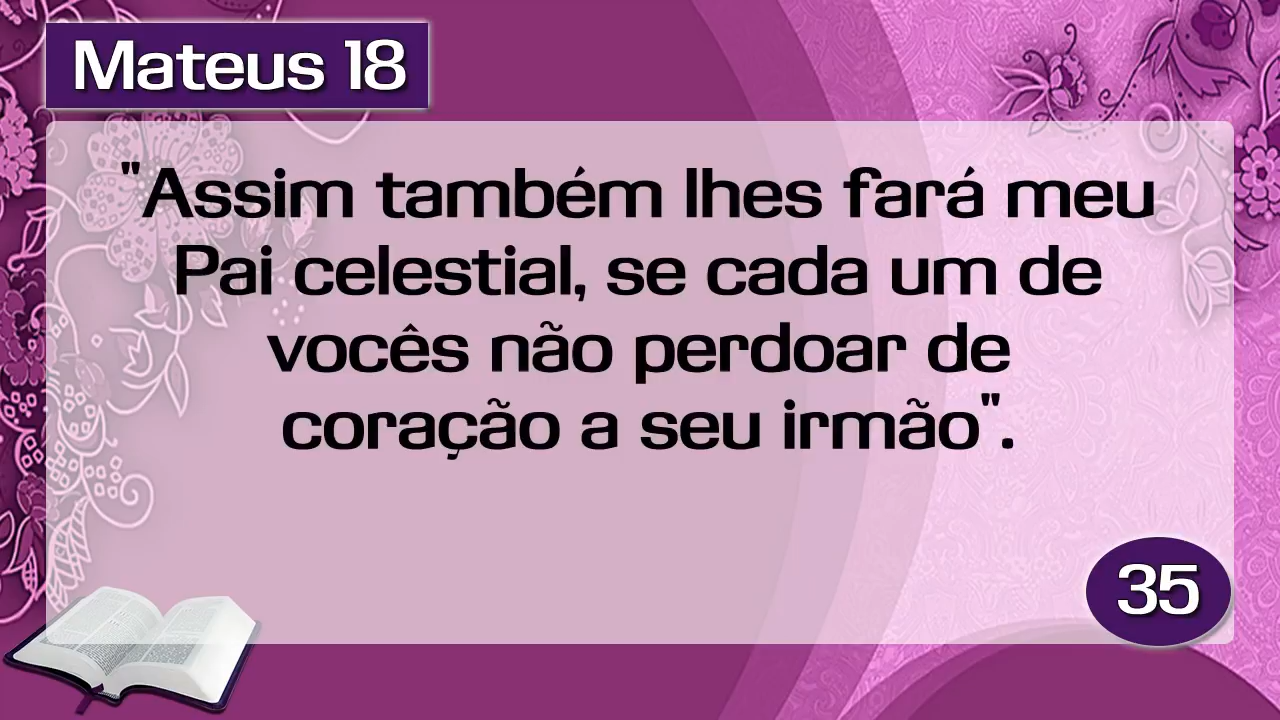 Mateus 18
"Assim também lhes fará meu
Pai celestial, se cada um de
vocês não perdoar de
coração a seu irmão".
35